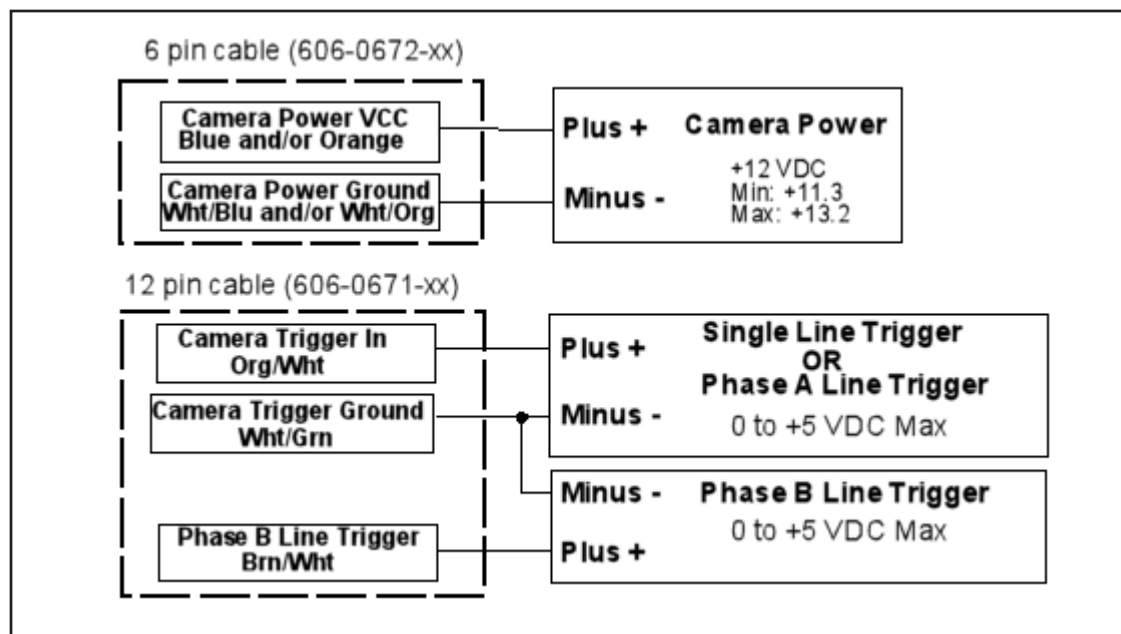 6 pin cable (606-0672-xx)
Camera Power VCC
Blue and/or Orange
Camera Power Ground
Wht/Blu and/or Wht/Org
Plus +
Camera Power
+12 VDC
Min: +11.3
Max: +13.2
Minus -
12 pin cable (606-0671-xx)
Camera Trigger In
Org/Wht
Camera Trigger Ground
Wht/Grn
Phase B Line Trigger
Brn/Wht
Plus +
Single Line Trigger
OR
Phase A Line Trigger
Minus -
0 to +5 VDC Max
Minus -
Phase B Line Trigger
0 to +5 VDC Max
Plus +